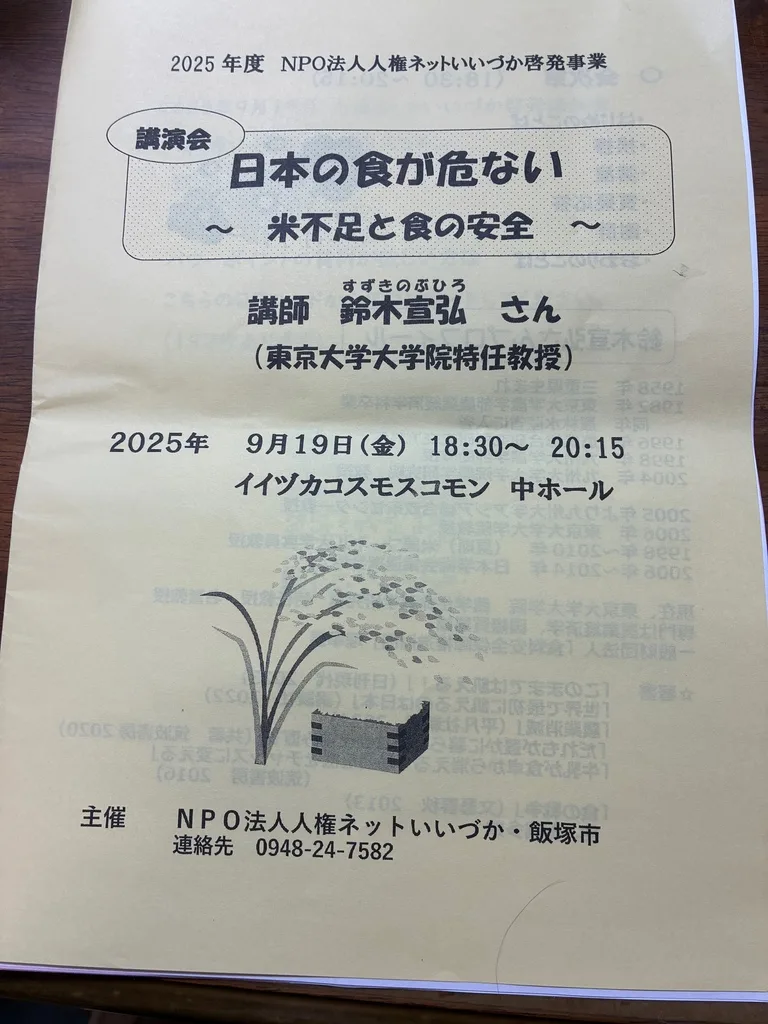 2025年度 NPO法人人権ネットいいづか啓発事業
講演会
日本の食が危ない
~ 米不足と食の安全 ~
すずきのぶひろ
講師 鈴木宣弘 さん
(東京大学大学院特任教授)
2025年 9月19日(金) 18:30~ 20:15
イイヅカコスモスコモン 中ホール
主催 NPO法人人権ネットいいづか・飯塚市
連絡先 0948-24-7582